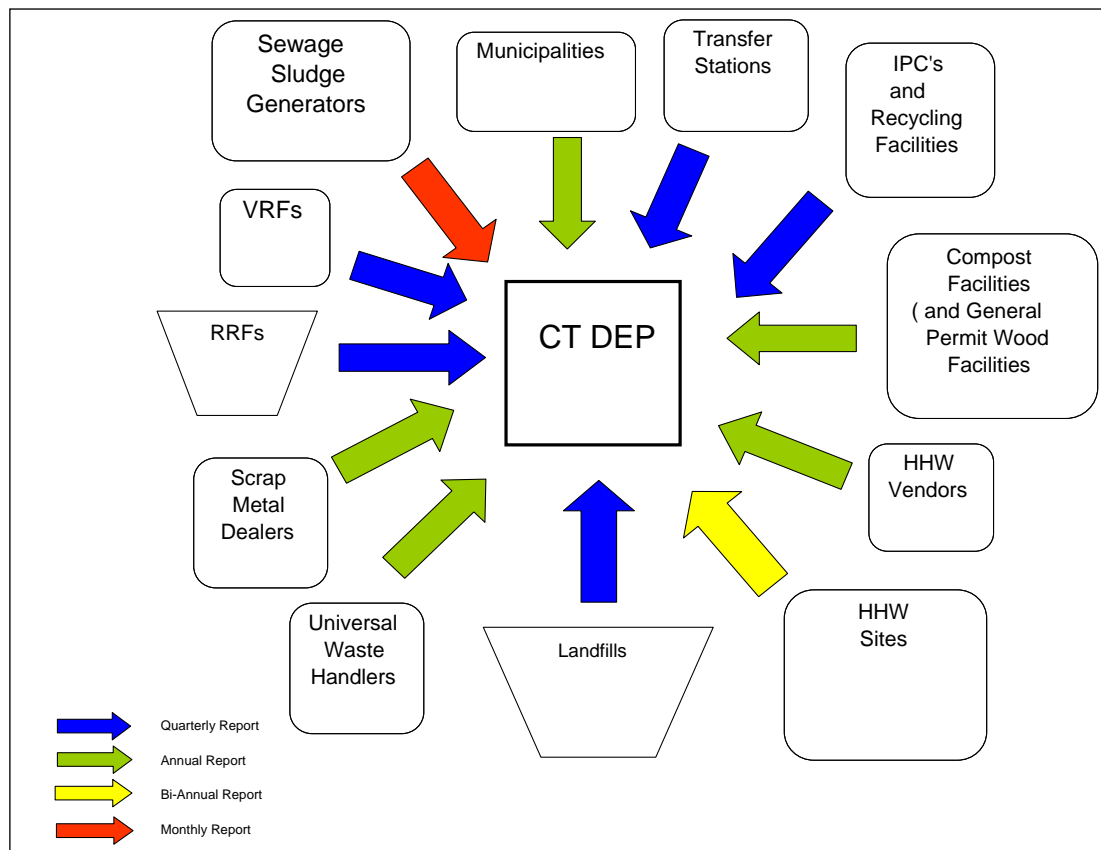 Sewage
Sludge
Generators
Municipalities
Transfer
Stations
IPC's
and
Recycling
Facilities
VRFs
RRFs
CT DEP
Compost
Facilities
( and General
Permit Wood
Facilities
Scrap
Metal
Dealers
HHW
Vendors
Universal
Waste
Handlers
Landfills
HHW
Sites
Quarterly Report
Annual Report
Bi-Annual Report
Monthly Report